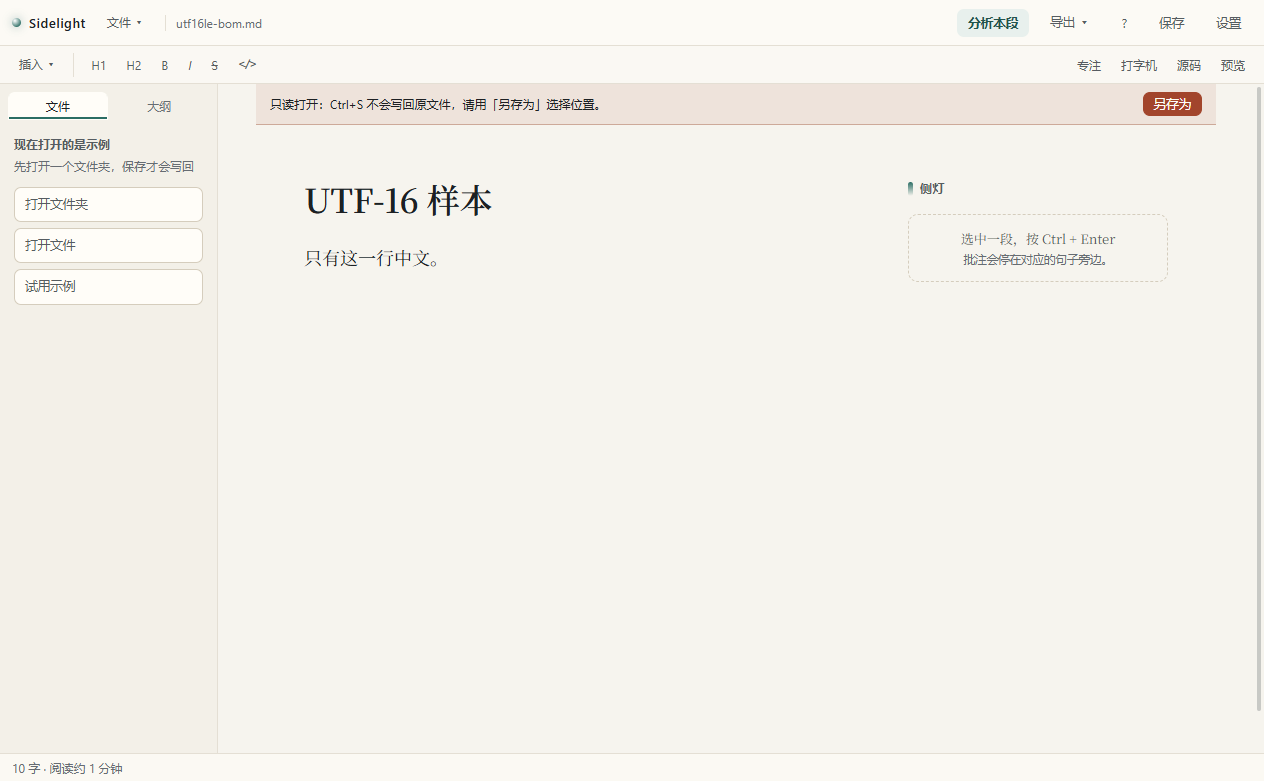 Sidelight 文件 ▾ utf16le-bom.md 分析本段 导出 ▾ ? 保存 设置
插入 ▾ H1 H2 B I S </> 专注 打字机 源码 预览
文件 大纲
只读打开：Ctrl+S 不会写回原文件，请用「另存为」选择位置。 另存为
现在打开的是示例
先打开一个文件夹，保存才会写回
打开文件夹
打开文件
试用示例
UTF-16 样本
只有这一行中文。
侧灯
选中一段，按 Ctrl + Enter
批注会停在对应的句子旁边。
10 字 · 阅读约 1 分钟